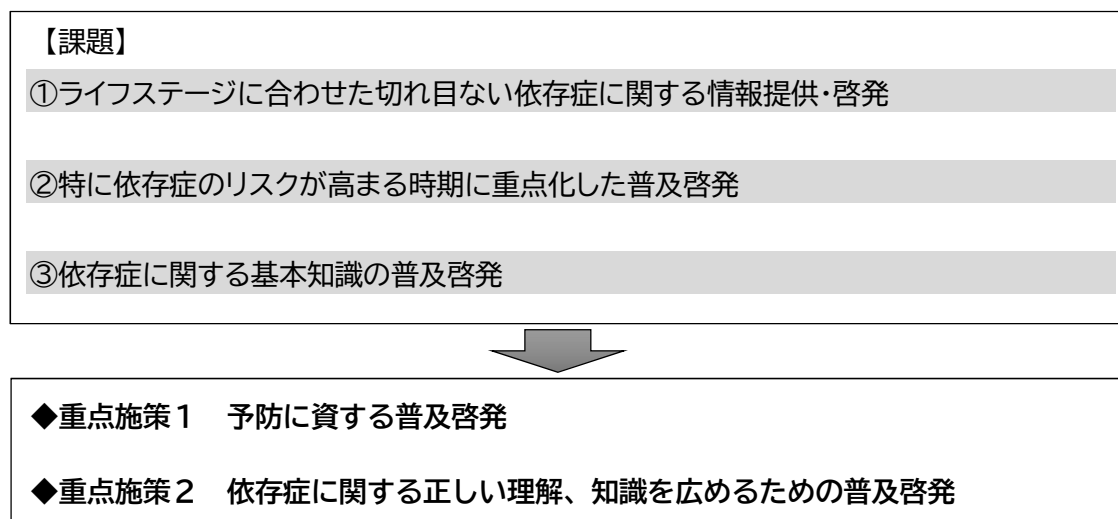 【課題】
①ライフステージに合わせた切れ目ない依存症に関する情報提供・啓発
②特に依存症のリスクが高まる時期に重点化した普及啓発
③依存症に関する基本知識の普及啓発
◆重点施策１　予防に資する普及啓発
◆重点施策２　依存症に関する正しい理解、知識を広めるための普及啓発